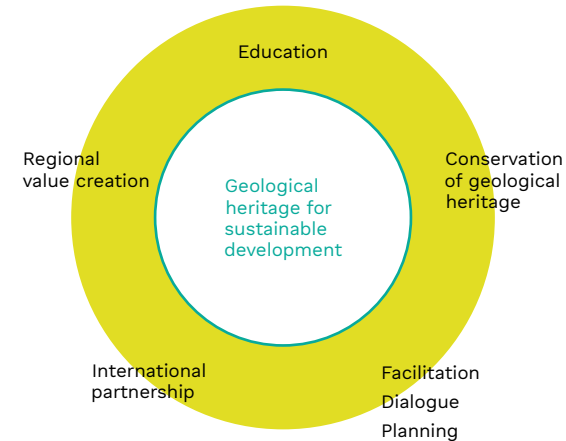 Education
Regional
value creation
Conservation
of geological
heritage
Geological
heritage for
sustainable
development
International
partnership
Facilitation
Dialogue
Planning